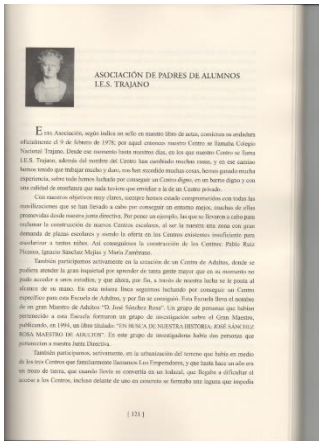 ASOCIACIÓN DE PADRES DE ALUMNOS
I.E.S. TRAJANO
Esta Asociación, según indica un sello en nuestro libro de actas, comienza su andadura
oficialmente el 9 de febrero de 1978; por aquel entonces nuestro Centro se llamaba Colegio
Nacional Trajano. Desde ese momento hasta nuestros días, en los que nuestro Centro se llama
I.E.S. Trajano, además del nombre del Centro han cambiado muchas cosas, y en ese camino
hemos tenido que trabajar mucho y duro, nos han sucedido muchas cosas, hemos ganado mucha
experiencia, sobre todo hemos luchado por conseguir un Centro digno, en un barrio digno y con
una calidad de enseñanza que nada tuviera que envidiar a la de un Centro privado.
Con nuestros objetivos muy claros, siempre hemos estado comprometidos con todas las
movilizaciones que se han llevado a cabo por conseguir un entorno mejor, muchas de ellas
promovidas desde nuestra junta directiva. Por poner un ejemplo, las que se llevaron a cabo para
reclamar la construcción de nuevos Centros escolares, al ser la nuestra una zona con gran
demanda de plazas escolares y siendo la oferta en los Centros existentes insuficiente para
escolarizar a tantos niños. Así conseguimos la construcción de los Centros: Pablo Ruiz
Picasso, Ignacio Sánchez Mejías y María Zambrano.
También participamos activamente en la creación de un Centro de Adultos, donde se
pudiera atender la gran inquietud por aprender de tanta gente mayor que en su momento no
pudo acceder a unos estudios, y que ahora, por fin, a través de nuestra lucha se le ponía al
alcance de su mano. En esta misma línea seguimos luchando por conseguir un Centro
específico para esta Escuela de Adultos, y por fin se consiguió. Esta Escuela lleva el nombre
de un gran Maestro de Adultos "D. José Sánchez Rosa". Un grupo de personas que habían
pertenecido a esta Escuela formaron un grupo de investigación sobre el Gran Maestro,
publicando, en 1994, un libro titulado: "EN BUSCA DE NUESTRA HISTORIA: JOSÉ SÁNCHEZ
ROSA MAESTRO DE ADULTOS". En este grupo de investigadores había dos personas que
pertenecían a nuestra Junta Directiva.
También participamos, activamente, en la urbanización del terreno que había en medio
de los tres Centros que familiarmente llamamos Los Emperadores, y que hasta hace un año era
un trozo de tierra, que cuando llovía se convertía en un lodazal, que llegaba a dificultar el
acceso a los Centros, incluso delante de uno en concreto se formaba una laguna que impedía
[ 121 ]